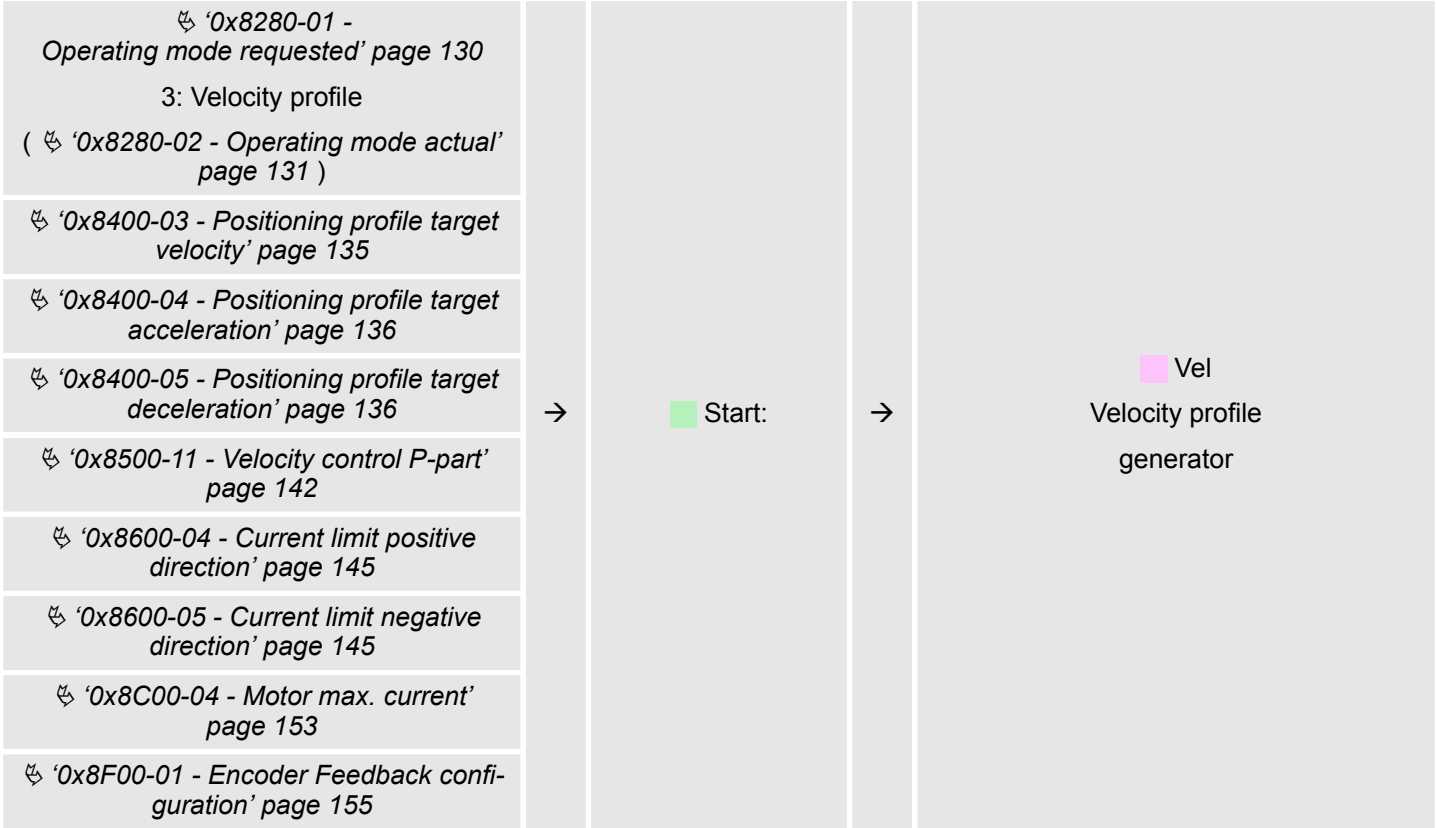 ↳ ‘0x8280-01 -
Operating mode requested’ page 130
3: Velocity profile
( ↳ ‘0x8280-02 - Operating mode actual’
page 131 )
↳ ‘0x8400-03 - Positioning profile target
velocity’ page 135
↳ ‘0x8400-04 - Positioning profile target
acceleration’ page 136
↳ ‘0x8400-05 - Positioning profile target
deceleration’ page 136
↳ ‘0x8500-11 - Velocity control P-part’
page 142
↳ ‘0x8600-04 - Current limit positive
direction’ page 145
↳ ‘0x8600-05 - Current limit negative
direction’ page 145
↳ ‘0x8C00-04 - Motor max. current’
page 153
↳ ‘0x8F00-01 - Encoder Feedback confi-
guration’ page 155
→
Start:
→
Vel
Velocity profile
generator